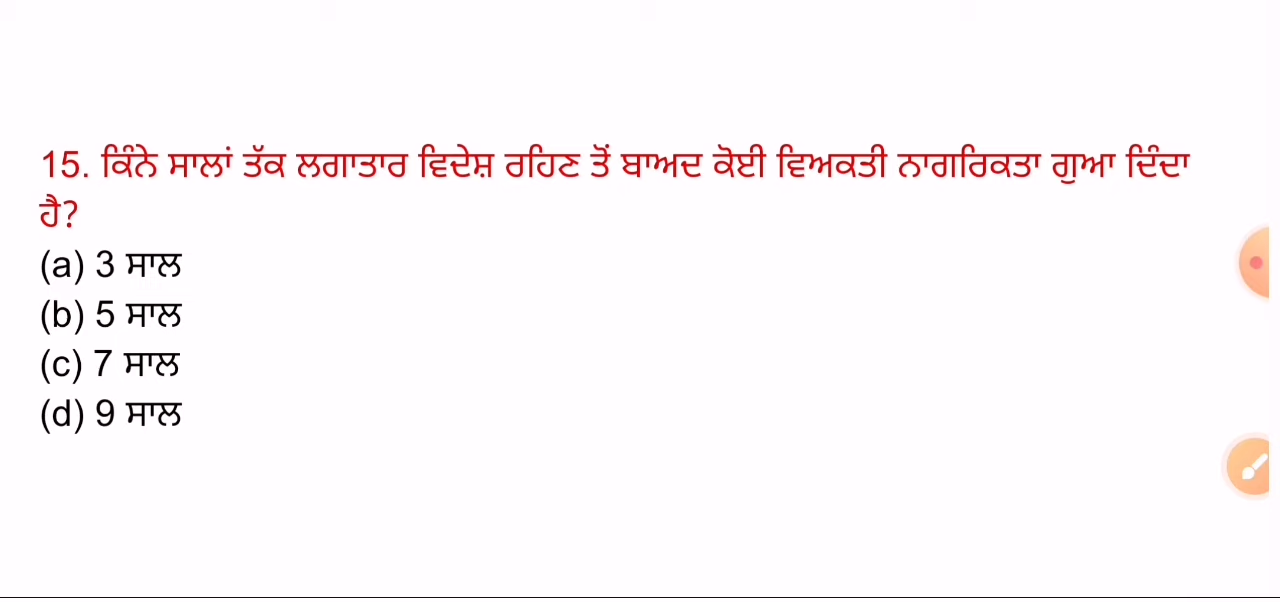 15. ਕਿੰਨੇ ਸਾਲਾਂ ਤੱਕ ਲਗਾਤਾਰ ਵਿਦੇਸ਼ ਰਹਿਣ ਤੋਂ ਬਾਅਦ ਕੋਈ ਵਿਅਕਤੀ ਨਾਗਰਿਕਤਾ ਗੁਆ ਦਿੰਦਾ
ਹੈ?
(a) 3 ਸਾਲ
(b) 5 ਸਾਲ
(c) 7 ਸਾਲ
(d) 9 ਸਾਲ